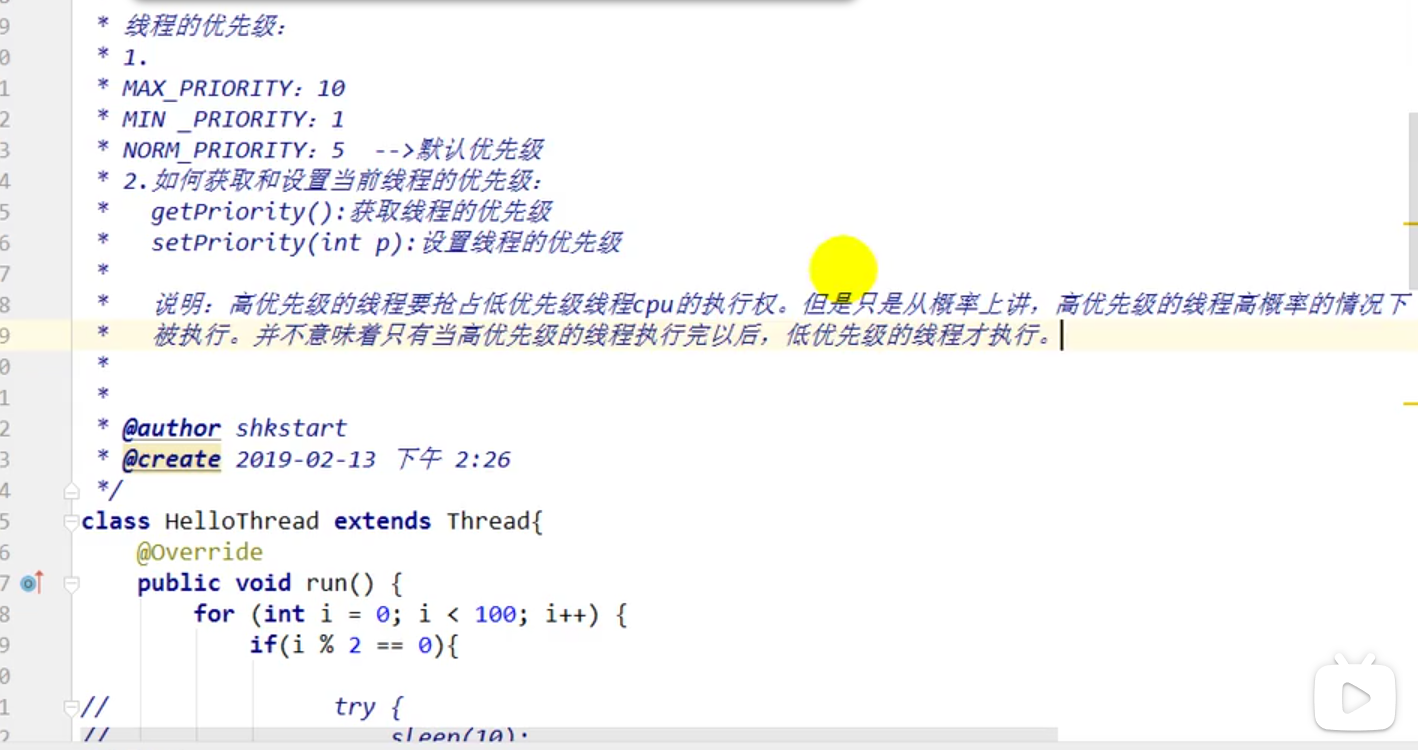 9 * 线程的优先级：
0 * 1.
1 * MAX_PRIORITY：10
2 * MIN _PRIORITY：1
3 * NORM_PRIORITY：5 -->默认优先级
4 * 2.如何获取和设置当前线程的优先级：
5 * getPriority():获取线程的优先级
6 * setPriority(int p):设置线程的优先级
7 *
8 * 说明：高优先级的线程要抢占低优先级线程cpu的执行权。但是只是从概率上讲，高优先级的线程高概率的情况下
9 * 被执行。并不意味着只有当高优先级的线程执行完以后，低优先级的线程才执行。
0 *
1 *
2 * @author shkstart
3 * @create 2019-02-13 下午 2:26
4 */
5 class HelloThread extends Thread{
6 @Override
7 public void run() {
8 for (int i = 0; i < 100; i++) {
9 if(i % 2 == 0){
0
1 // try {
2 // sleep(10);